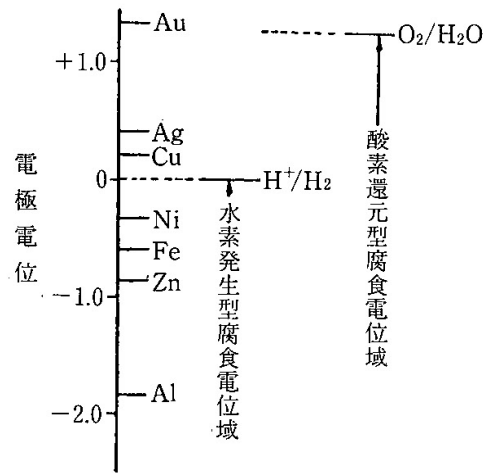 Au
O₂/H₂O
+1.0
Ag
Cu
0
H⁺/H₂
Ni
Fe
Zn
−1.0
Al
−2.0
電極電位
水素発生型腐食電位域
酸素還元型腐食電位域